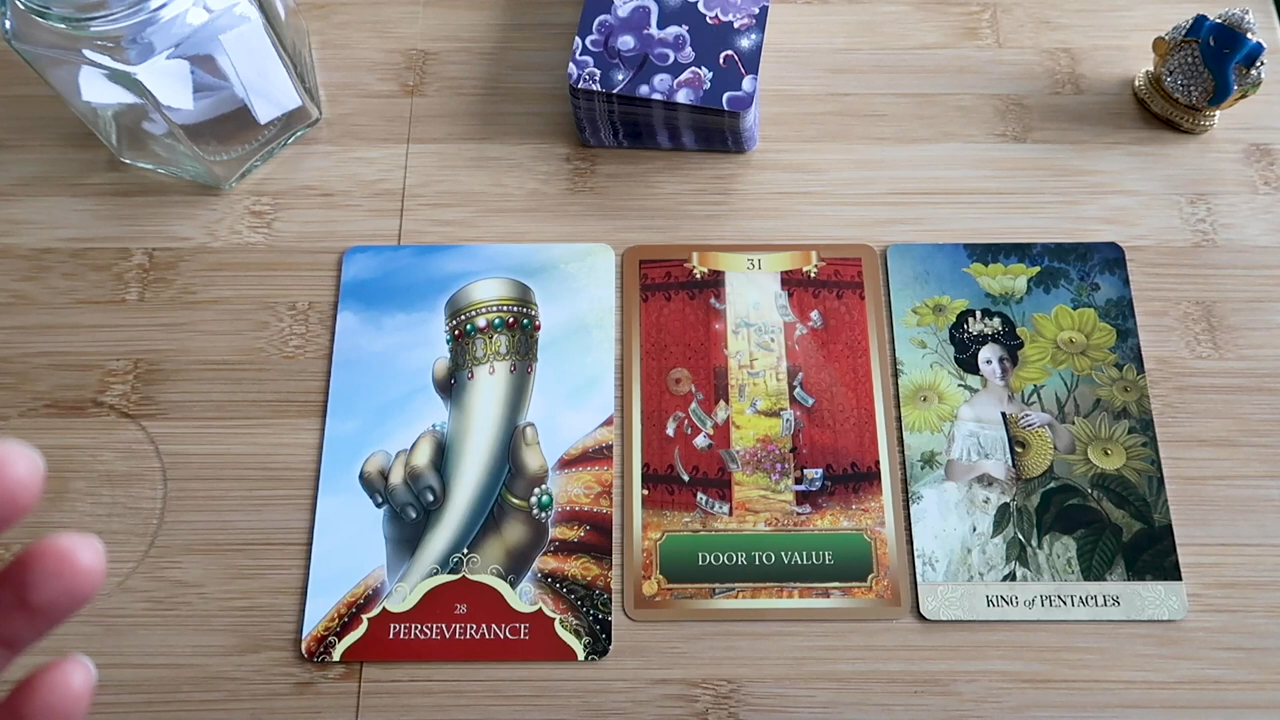 28
PERSEVERANCE
31
DOOR TO VALUE
KING of PENTACLES